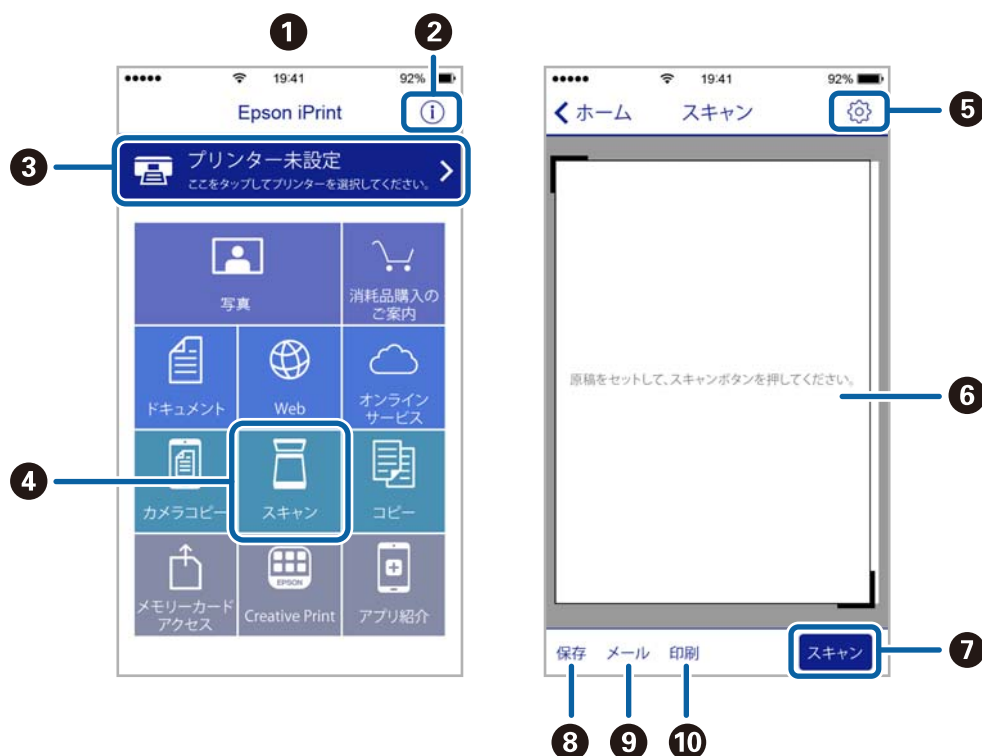 1
2
19:41
92%
Epson iPrint
i
3
プリンター未設定
ここをタップしてプリンターを選択してください。
写真
消耗品購入の
ご案内
ドキュメント
Web
オンライン
サービス
4
カメラコピー
スキャン
コピー
メモリーカード
アクセス
EPSON
Creative Print
アプリ紹介
19:41
92%
ホーム
スキャン
5
原稿をセットして、スキャンボタンを押してください。
6
保存
メール
印刷
スキャン
7
8
9
10